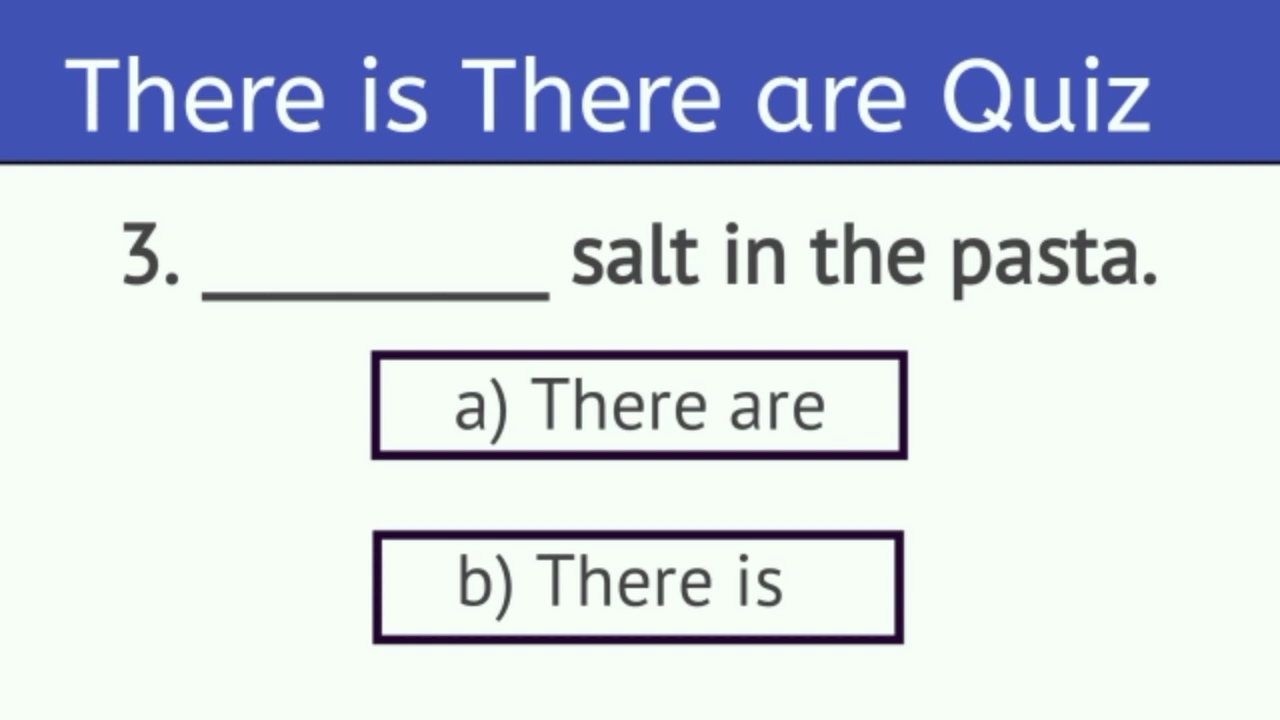 There is There are Quiz
3. __________ salt in the pasta.
a) There are
b) There is